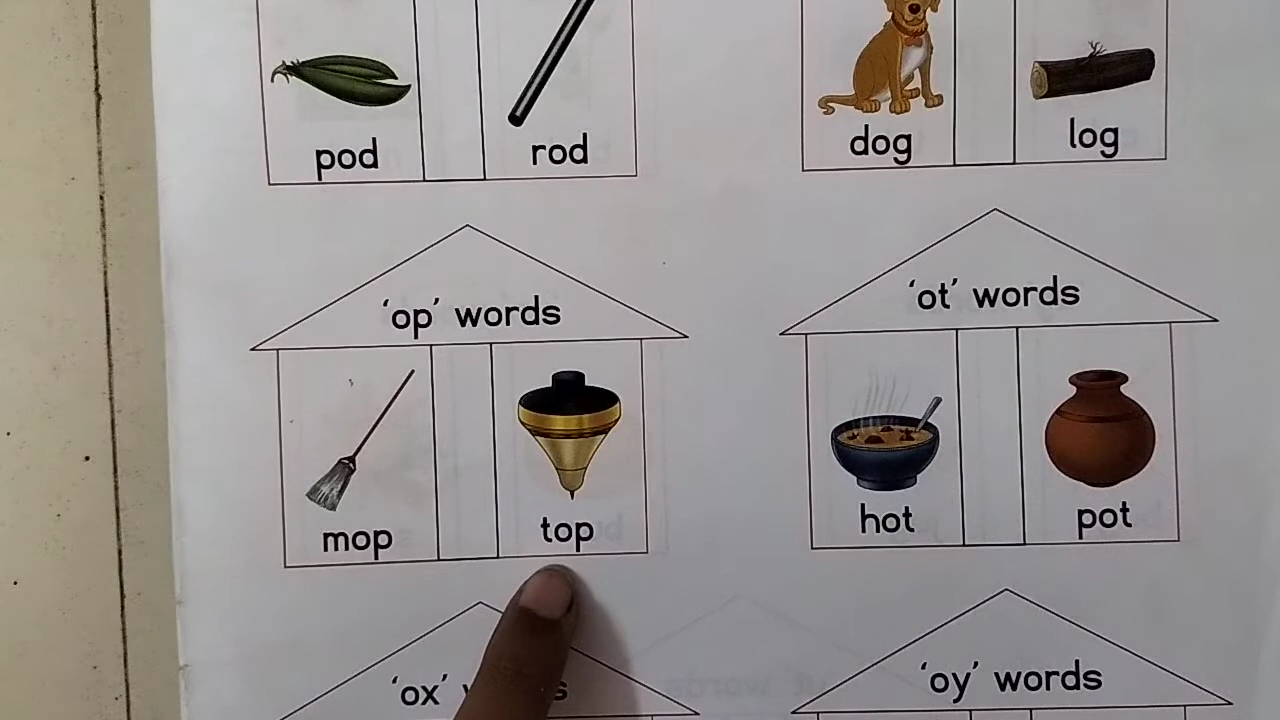 pod
rod
dog
log
'op' words
'ot' words
mop
top
hot
pot
'ox'
'oy' words